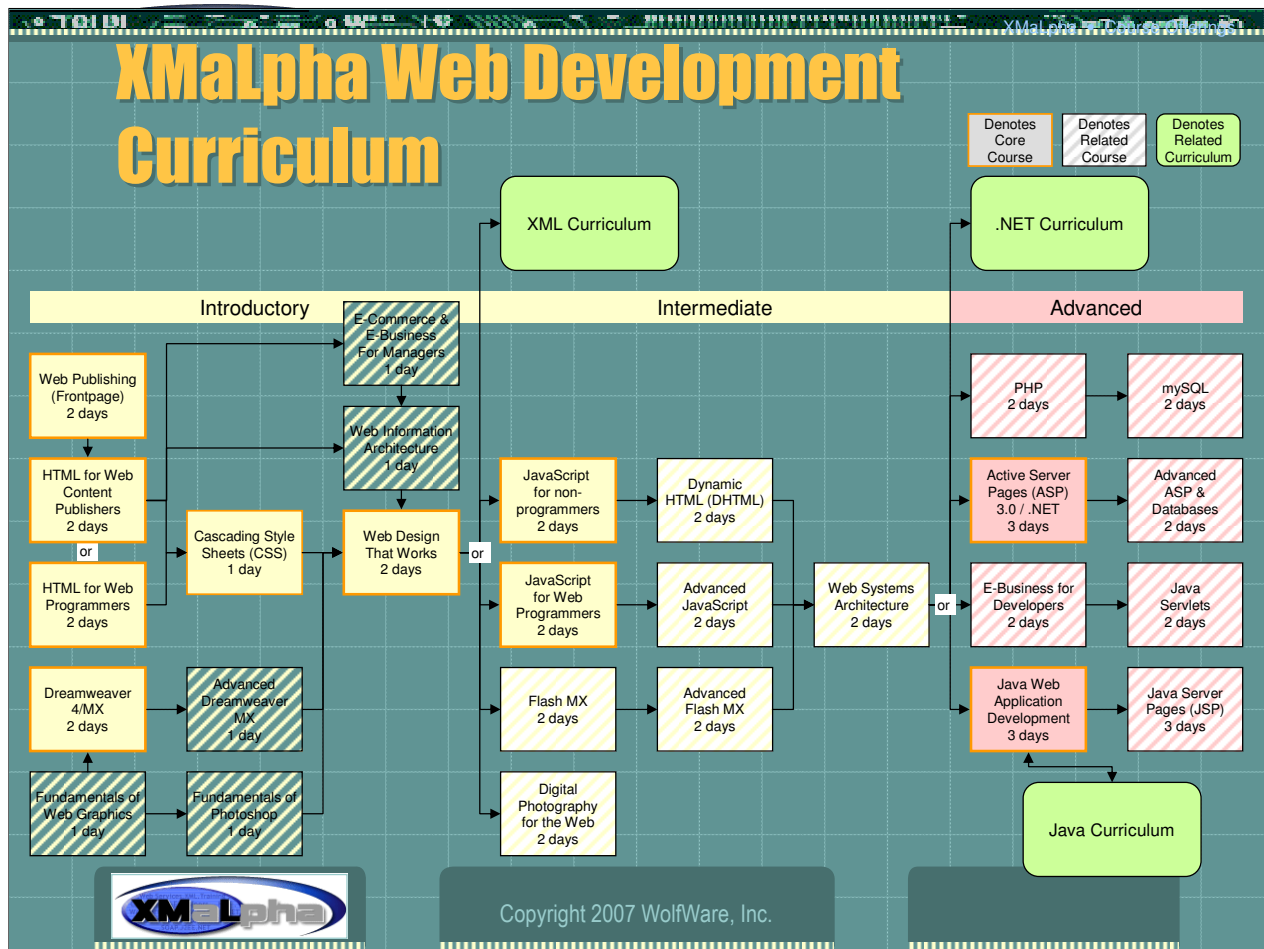 XMaLpha
Course Offerings
XMaLpha Web Development
Curriculum
Denotes
Core
Course
Denotes
Related
Course
Denotes
Related
Curriculum
XML Curriculum
.NET Curriculum
Introductory
Intermediate
Advanced
E-Commerce &
E-Business
For Managers
1 day
Web Publishing
(Frontpage)
2 days
Web Information
Architecture
1 day
HTML for Web
Content
Publishers
2 days
or
HTML for Web
Programmers
2 days
Cascading Style
Sheets (CSS)
1 day
Web Design
That Works
2 days
or
Dreamweaver
4/MX
2 days
Advanced
Dreamweaver
MX
1 day
Fundamentals of
Web Graphics
1 day
Fundamentals of
Photoshop
1 day
JavaScript
for non-
programmers
2 days
Dynamic
HTML (DHTML)
2 days
JavaScript
for Web
Programmers
2 days
Advanced
JavaScript
2 days
Web Systems
Architecture
2 days
or
Flash MX
2 days
Advanced
Flash MX
2 days
Digital
Photography
for the Web
2 days
PHP
2 days
mySQL
2 days
Active Server
Pages (ASP)
3.0 / .NET
3 days
Advanced
ASP &
Databases
2 days
E-Business for
Developers
2 days
Java
Servlets
2 days
Java Web
Application
Development
3 days
Java Server
Pages (JSP)
3 days
Java Curriculum
XMaLpha
Copyright 2007 WolfWare, Inc.